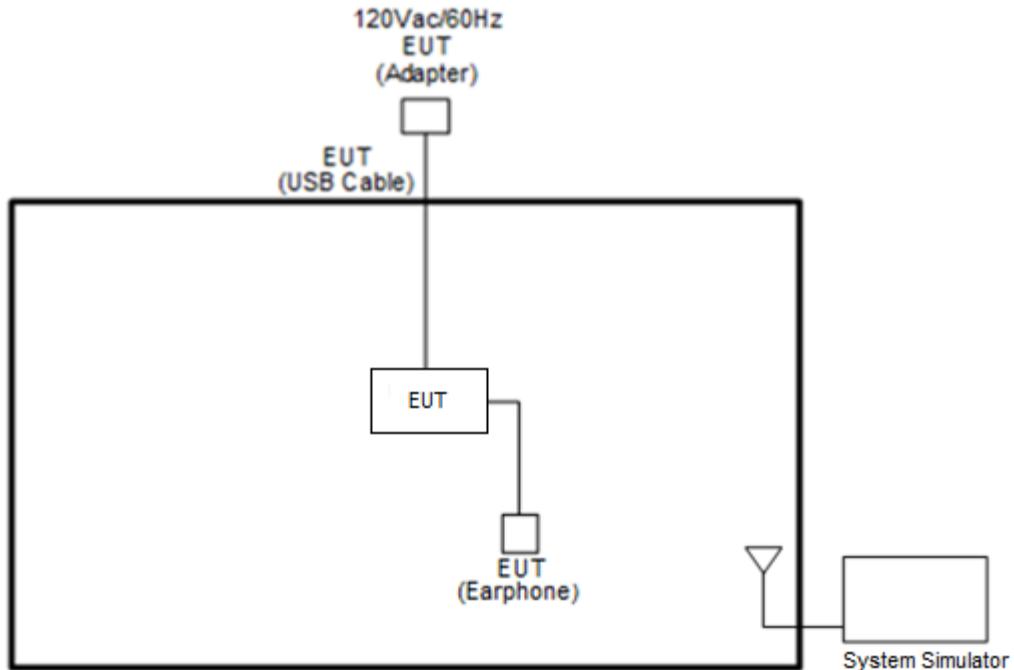 120Vac/60Hz
EUT
(Adapter)
EUT
(USB Cable)
EUT
EUT
(Earphone)
System Simulator